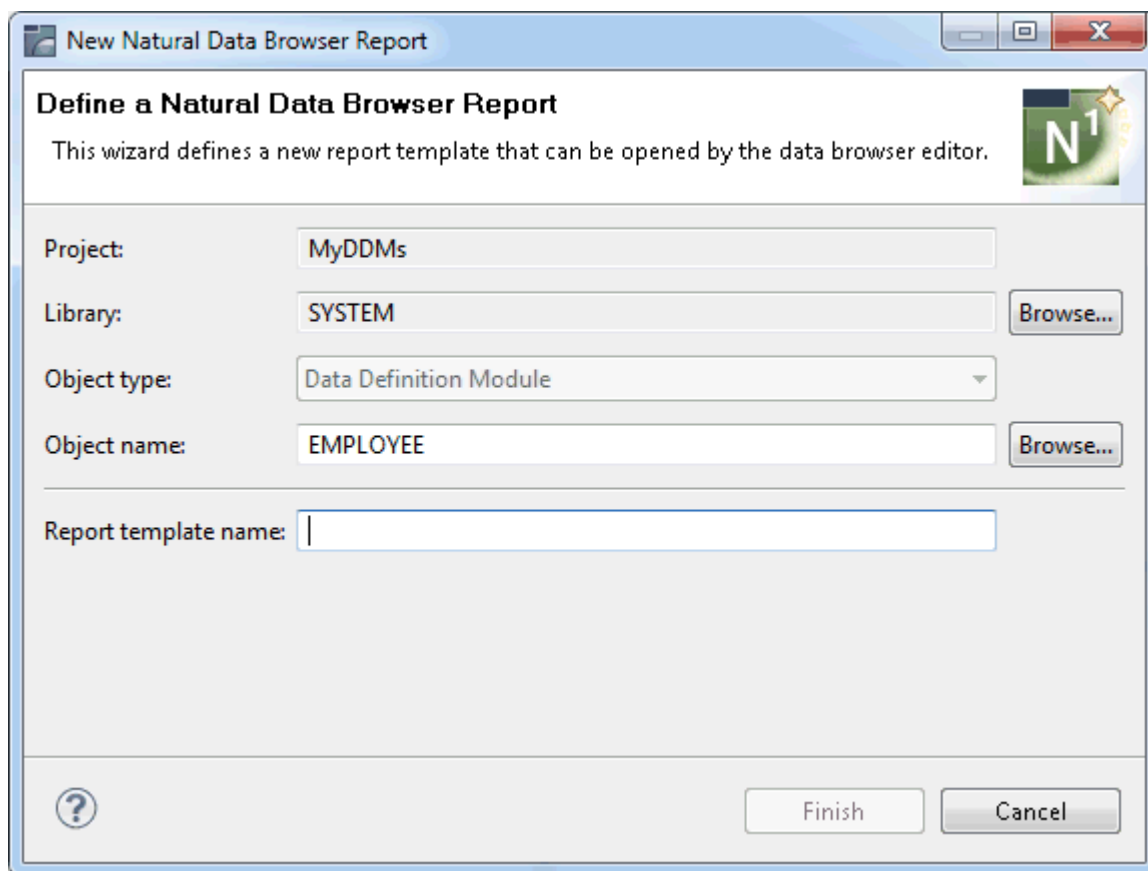 New Natural Data Browser Report
Define a Natural Data Browser Report
This wizard defines a new report template that can be opened by the data browser editor.
N1
Project: MyDDMs
Library: SYSTEM Browse...
Object type: Data Definition Module
Object name: EMPLOYEE Browse...
Report template name:
? Finish Cancel